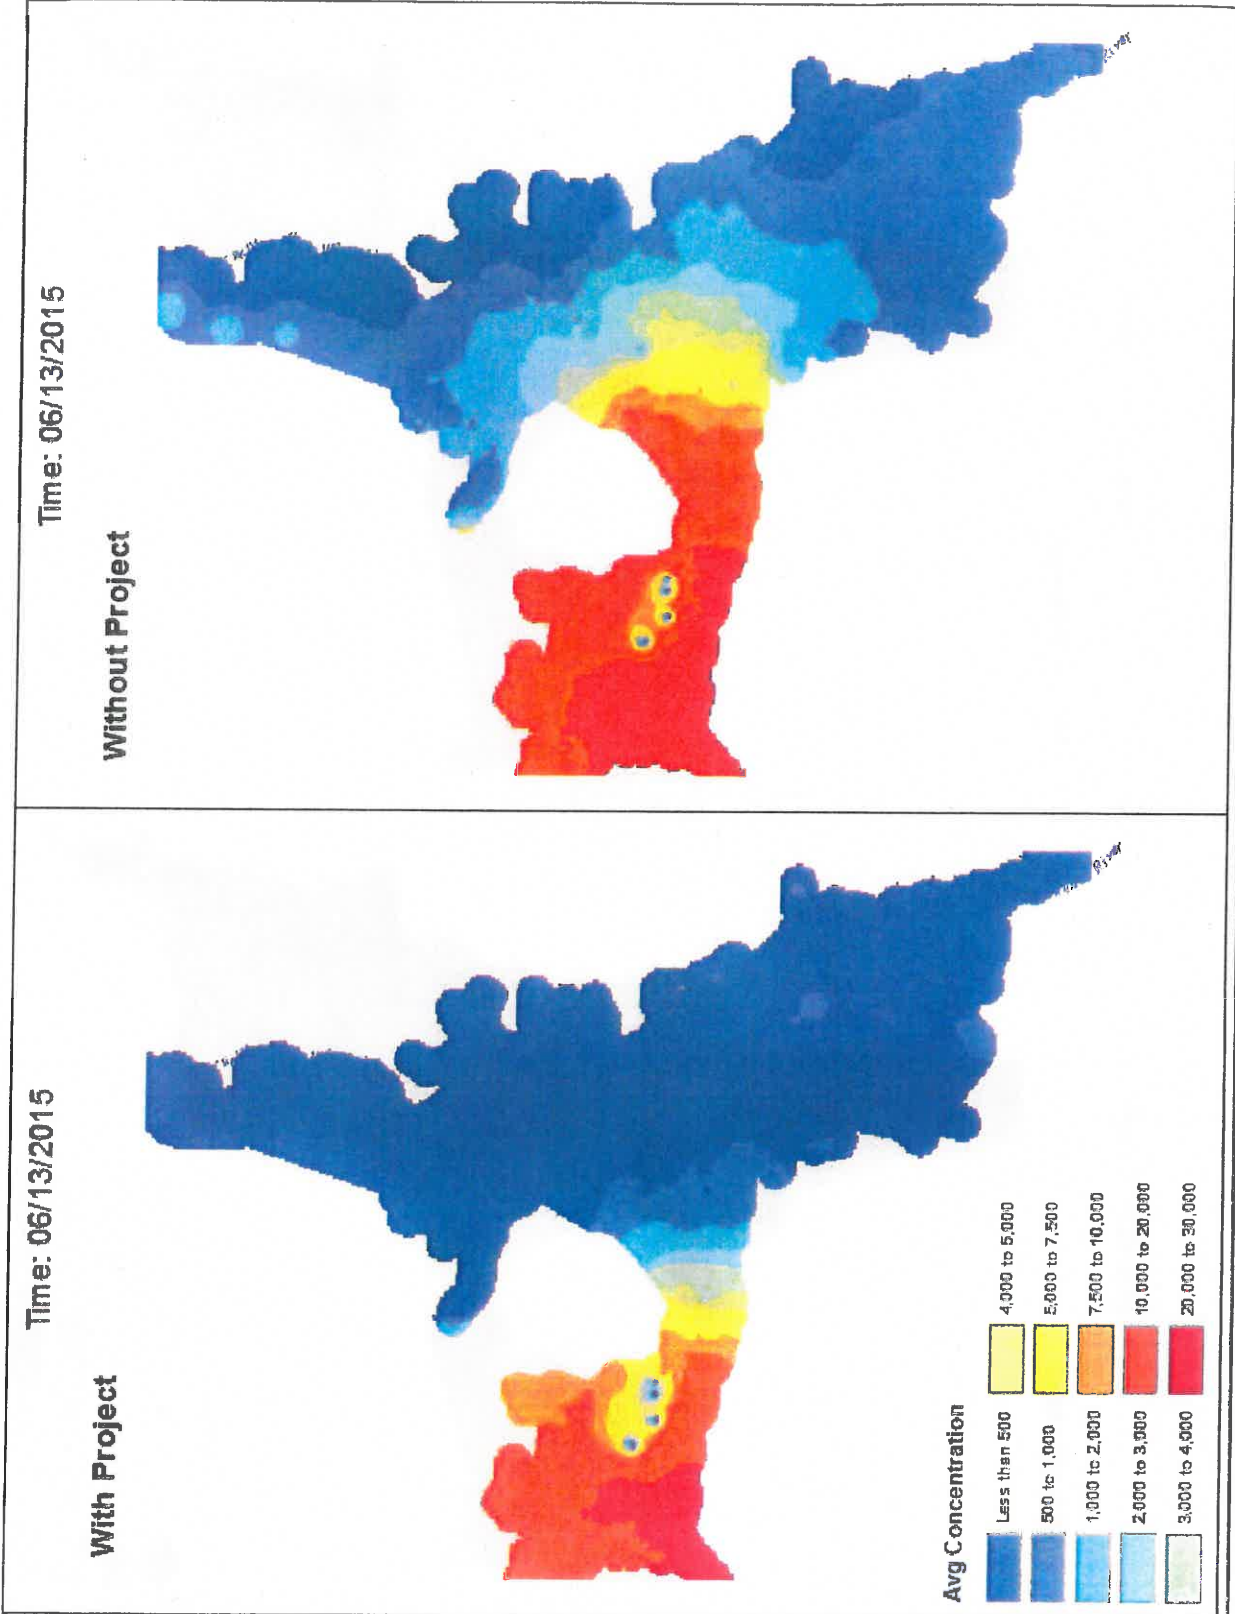 Time: 06/13/2015
With Project
River
Avg Concentration
Less than 500
500 to 1,000
1,000 to 2,000
2,000 to 3,000
3,000 to 4,000
4,000 to 5,000
5,000 to 7,500
7,500 to 10,000
10,000 to 20,000
20,000 to 30,000
Time: 06/13/2015
Without Project
River